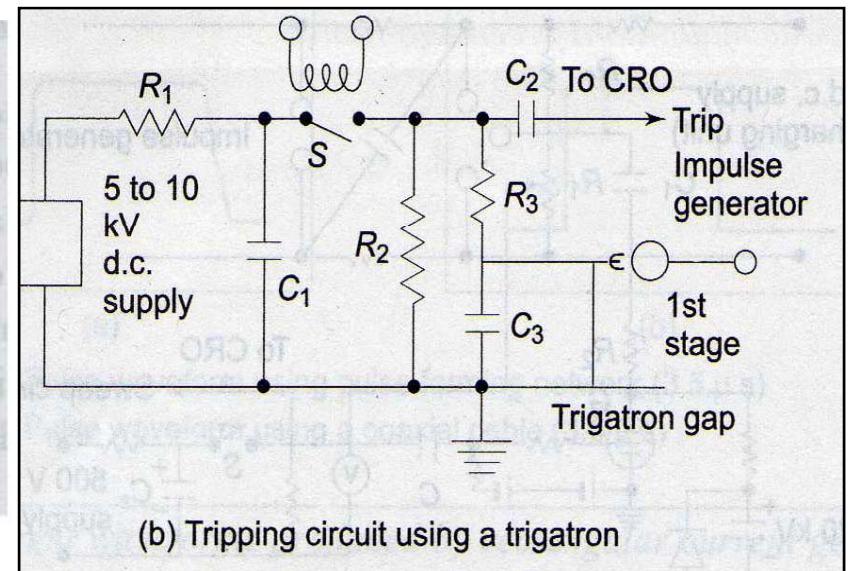 R1
C2
To CRO
Trip
Impulse
generator
S
5 to 10
kV
d.c.
supply
R3
R2
C1
C3
1st
stage
Trigatron gap
(b) Tripping circuit using a trigatron